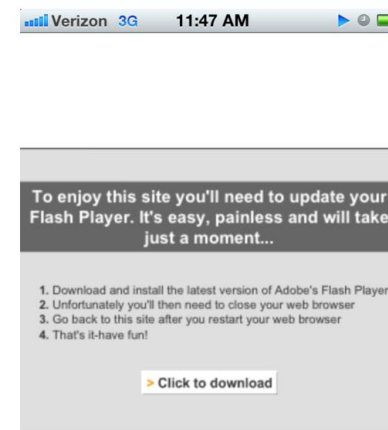 Verizon 3G 11:47 AM
To enjoy this site you'll need to update your
Flash Player. It's easy, painless and will take
just a moment...
1. Download and install the latest version of Adobe's Flash Player
2. Unfortunately you'll then need to close your web browser
3. Go back to this site after you restart your web browser
4. That's it-have fun!
> Click to download